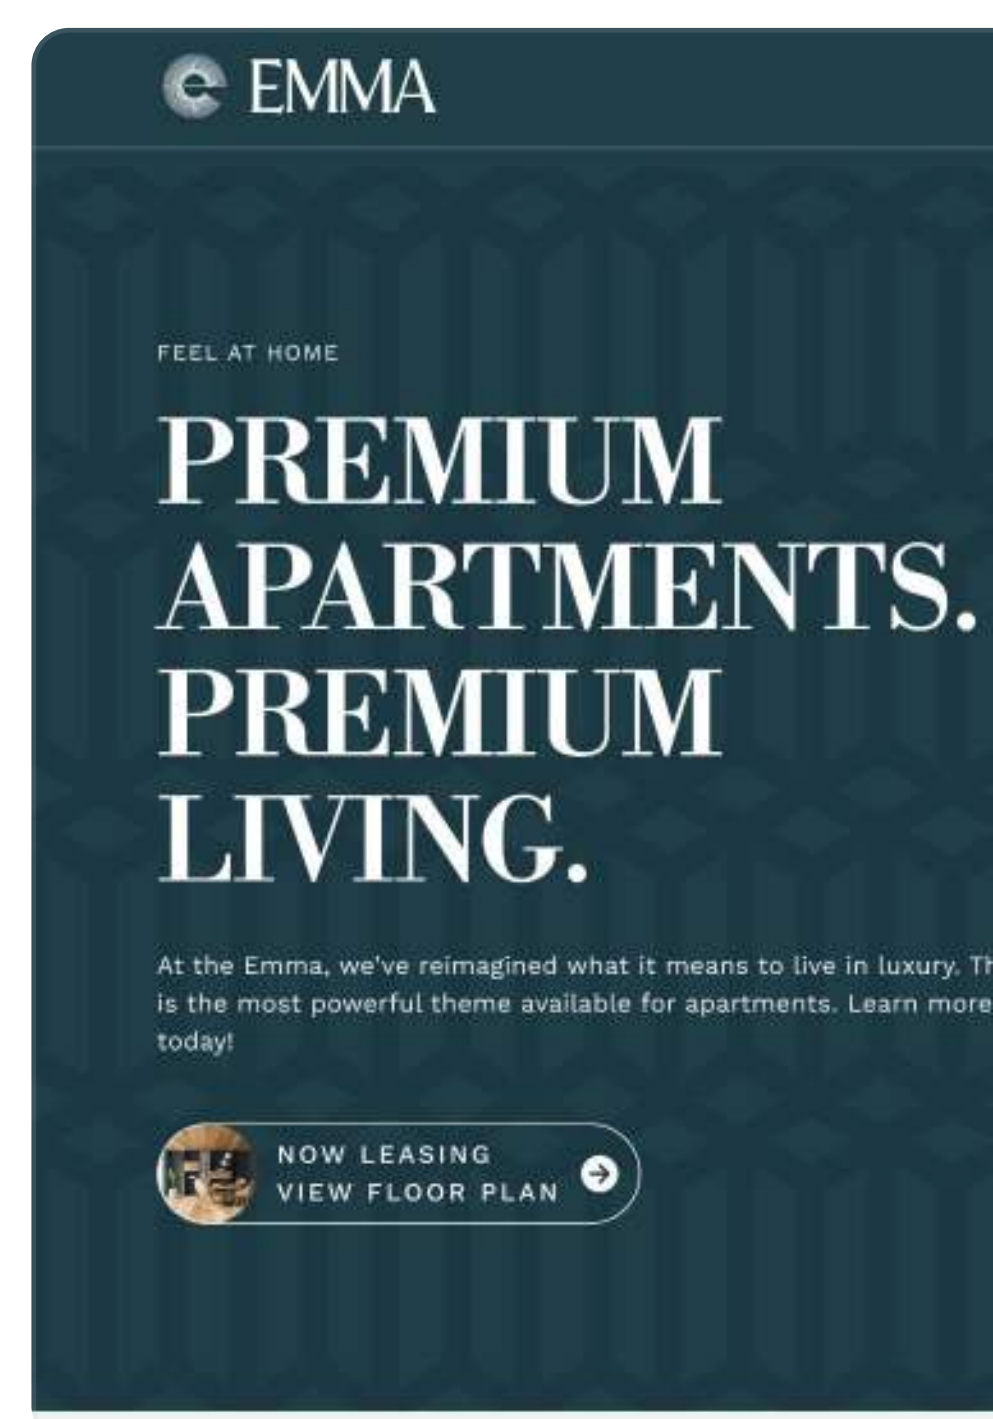 e EMMA
FEEL AT HOME
PREMIUM
APARTMENTS.
PREMIUM
LIVING.
At the Emma, we've reimagined what it means to live in luxury. Th
is the most powerful theme available for apartments. Learn more
today!
NOW LEASING
VIEW FLOOR PLAN